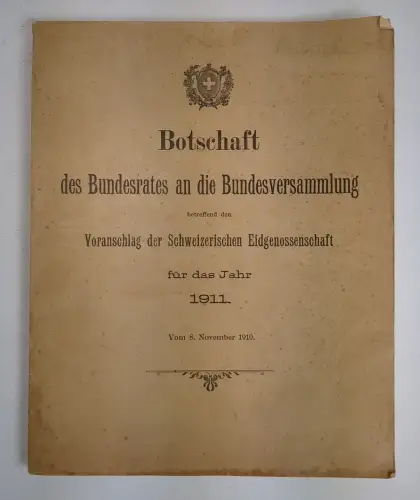 Botschaft
des Bundesrates an die Bundesversammlung
betreffend den
Voranschlag der Schweizerischen Eidgenossenschaft
für das Jahr
1911.
Vom 8. November 1910.